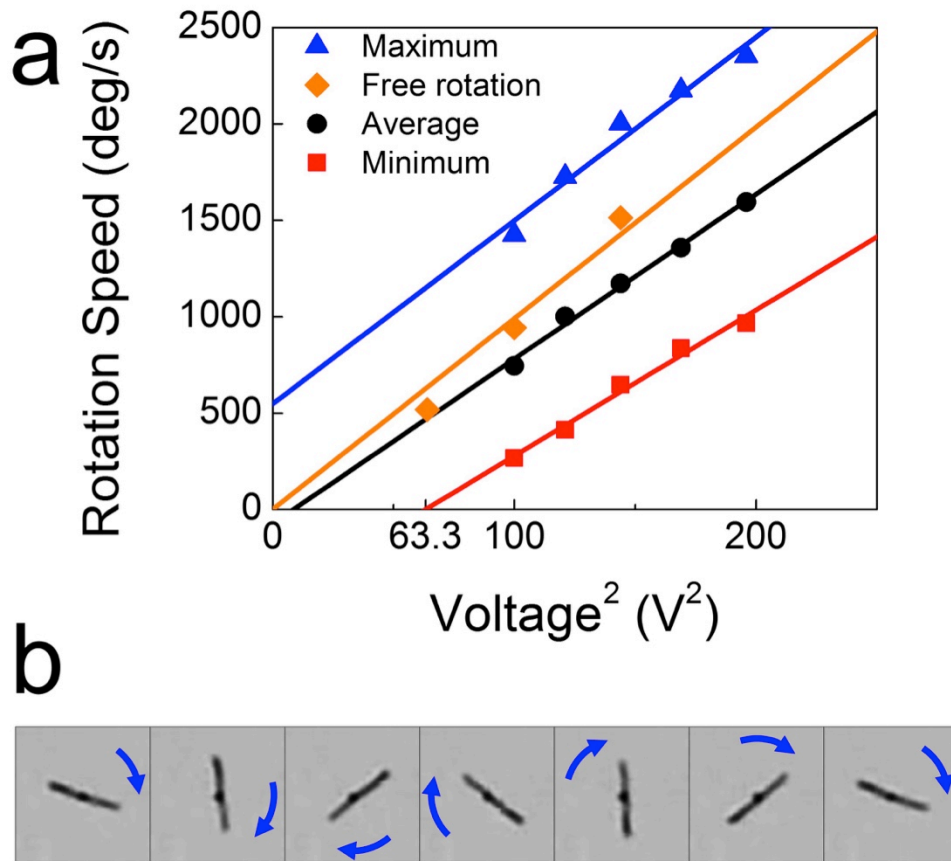 a
Maximum
Free rotation
Average
Minimum
Rotation Speed (deg/s)
2500
2000
1500
1000
500
0
0 63.3 100 200
Voltage² (V²)
b